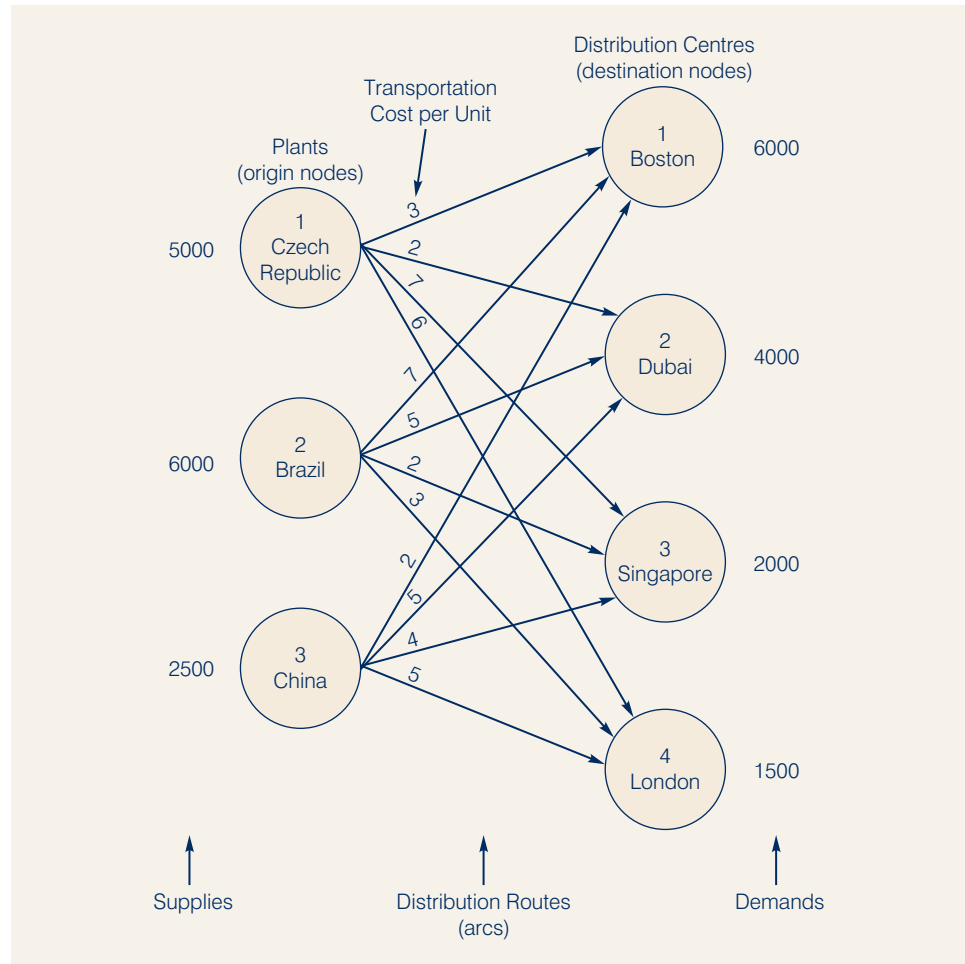 Distribution Centres
(destination nodes)
Transportation
Cost per Unit
Plants
(origin nodes)
1
Boston
6000
5000
1
Czech
Republic
3
2
7
6
2
Dubai
4000
6000
2
Brazil
7
5
2
3
3
Singapore
2000
2500
3
China
2
5
4
5
4
London
1500
Supplies
Distribution Routes
(arcs)
Demands